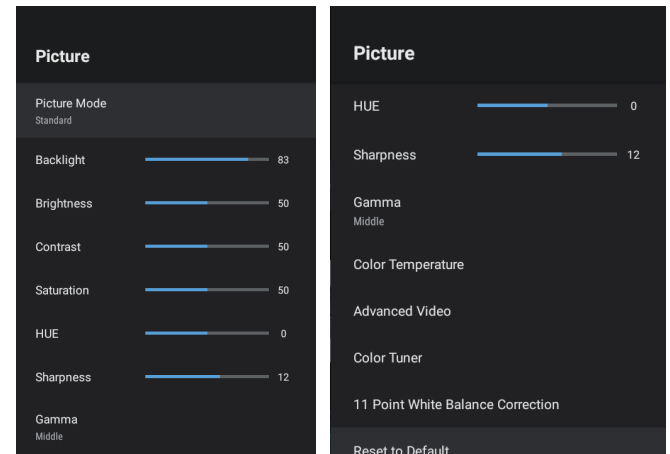 Picture
Picture Mode
Standard
Backlight 83
Brightness 50
Contrast 50
Saturation 50
HUE 0
Sharpness 12
Gamma
Middle
Picture
HUE 0
Sharpness 12
Gamma
Middle
Color Temperature
Advanced Video
Color Tuner
11 Point White Balance Correction
Reset to Default